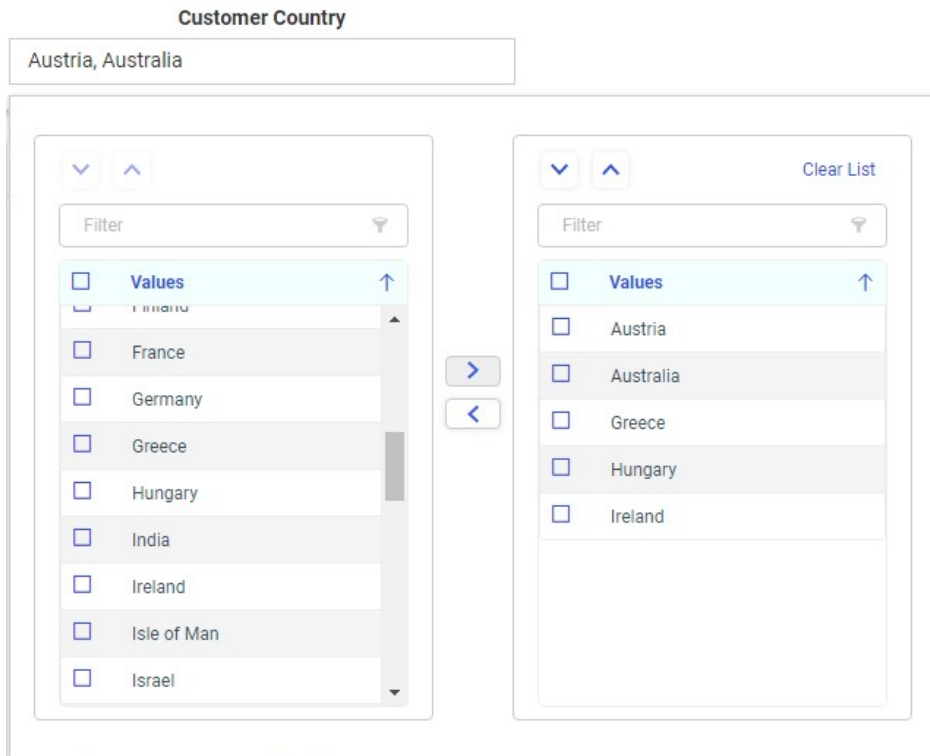 Customer Country
Austria, Australia
Clear List
Filter
Values
Finland
France
Germany
Greece
Hungary
India
Ireland
Isle of Man
Israel
Filter
Values
Austria
Australia
Greece
Hungary
Ireland